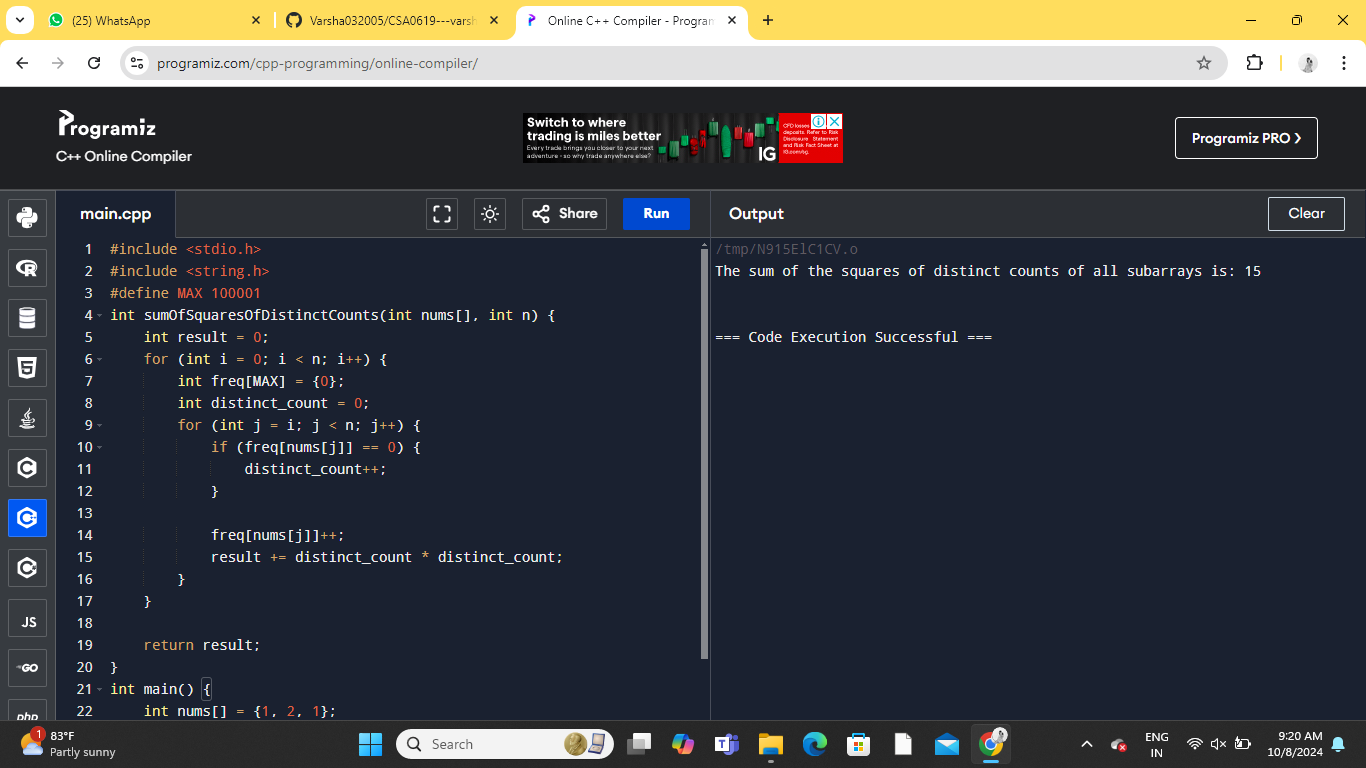 (25) WhatsApp
Varsha032005/CSA0619---varsh
Online C++ Compiler - Program
programiz.com/cpp-programming/online-compiler/
Programiz
C++ Online Compiler
Switch to where
trading is miles better
Every trade brings you closer to your next
adventure - so why trade anywhere else?
IG
CFD losses
deposits. Refer to Risk
Disclosure Statement
and Risk Fact Sheet at
IG.com/sg.
Programiz PRO ❯
main.cpp
Share
Run
Output
Clear
1 #include <stdio.h>
2 #include <string.h>
3 #define MAX 100001
4 int sumOfSquaresOfDistinctCounts(int nums[], int n) {
5     int result = 0;
6     for (int i = 0; i < n; i++) {
7         int freq[MAX] = {0};
8         int distinct_count = 0;
9         for (int j = i; j < n; j++) {
10             if (freq[nums[j]] == 0) {
11                 distinct_count++;
12             }
13
14             freq[nums[j]]++;
15             result += distinct_count * distinct_count;
16         }
17     }
18
19     return result;
20 }
21 int main() {
22     int nums[] = {1, 2, 1};
/tmp/N915ElC1CV.o
The sum of the squares of distinct counts of all subarrays is: 15
=== Code Execution Successful ===
JS
GO
php
1
83°F
Partly sunny
Search
ENG
IN
9:20 AM
10/8/2024